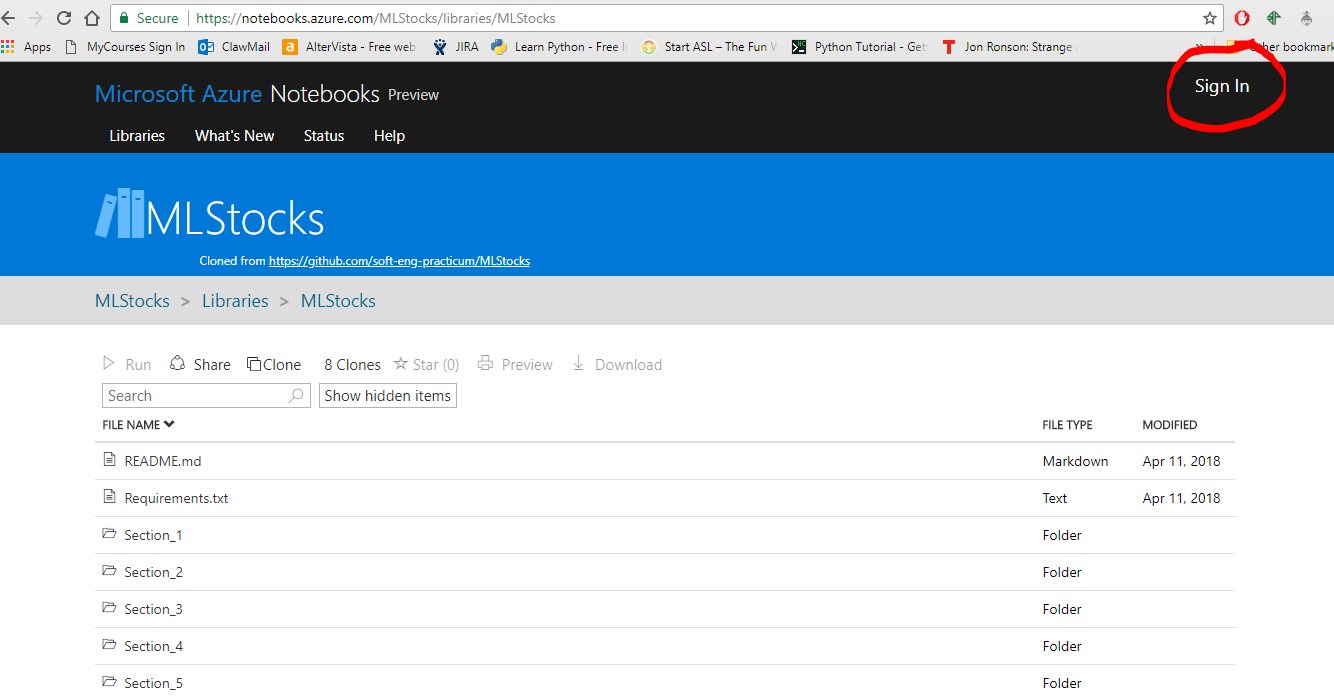 Secure https://notebooks.azure.com/MLStocks/libraries/MLStocks
Apps MyCourses Sign In ClawMail AlterVista - Free web JIRA Learn Python - Free Start ASL – The Fun Python Tutorial - Get Jon Ronson: Strange » Other bookmark
Microsoft Azure Notebooks Preview Sign In
Libraries What's New Status Help
MLStocks
Cloned from https://github.com/soft-eng-practicum/MLStocks
MLStocks > Libraries > MLStocks
Run Share Clone 8 Clones Star (0) Preview Download
Search Show hidden items
FILE NAME FILE TYPE MODIFIED
README.md Markdown Apr 11, 2018
Requirements.txt Text Apr 11, 2018
Section_1 Folder
Section_2 Folder
Section_3 Folder
Section_4 Folder
Section_5 Folder